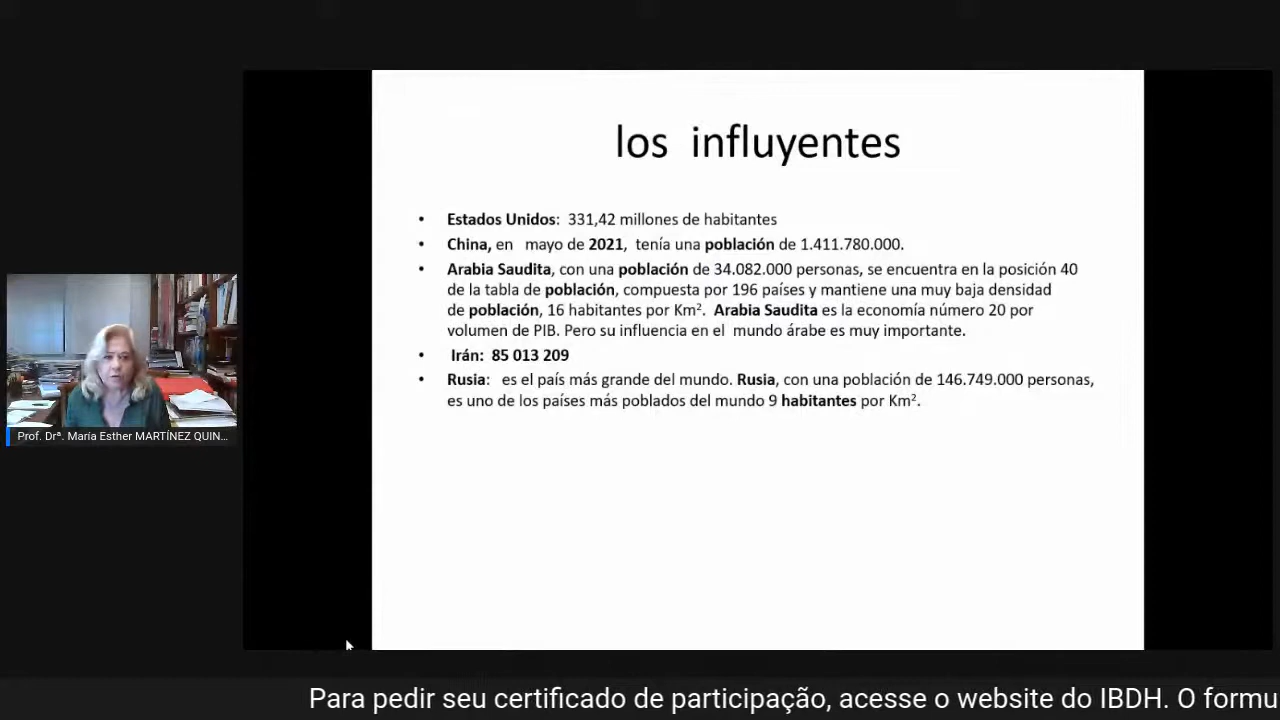 los influyentes
• Estados Unidos: 331,42 millones de habitantes
• China, en mayo de 2021, tenía una población de 1.411.780.000.
• Arabia Saudita, con una población de 34.082.000 personas, se encuentra en la posición 40
de la tabla de población, compuesta por 196 países y mantiene una muy baja densidad
de población, 16 habitantes por Km². Arabia Saudita es la economía número 20 por
volumen de PIB. Pero su influencia en el mundo árabe es muy importante.
• Irán: 85 013 209
• Rusia: es el país más grande del mundo. Rusia, con una población de 146.749.000 personas,
es uno de los países más poblados del mundo 9 habitantes por Km².
Prof. Drª. María Esther MARTÍNEZ QUIN...
Para pedir seu certificado de participação, acesse o website do IBDH. O formu